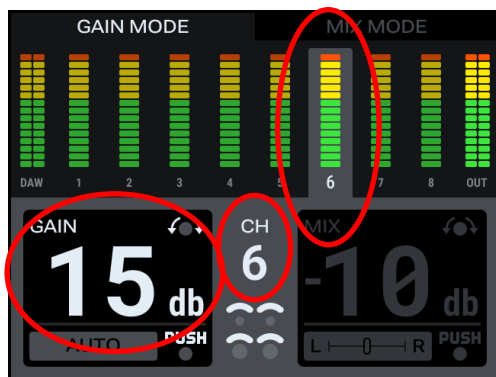 GAIN MODE MIX MODE
DAW 1 2 3 4 5 6 7 8 OUT
GAIN CH MIX
15 db 6 -10 db
AUTO PUSH L R PUSH